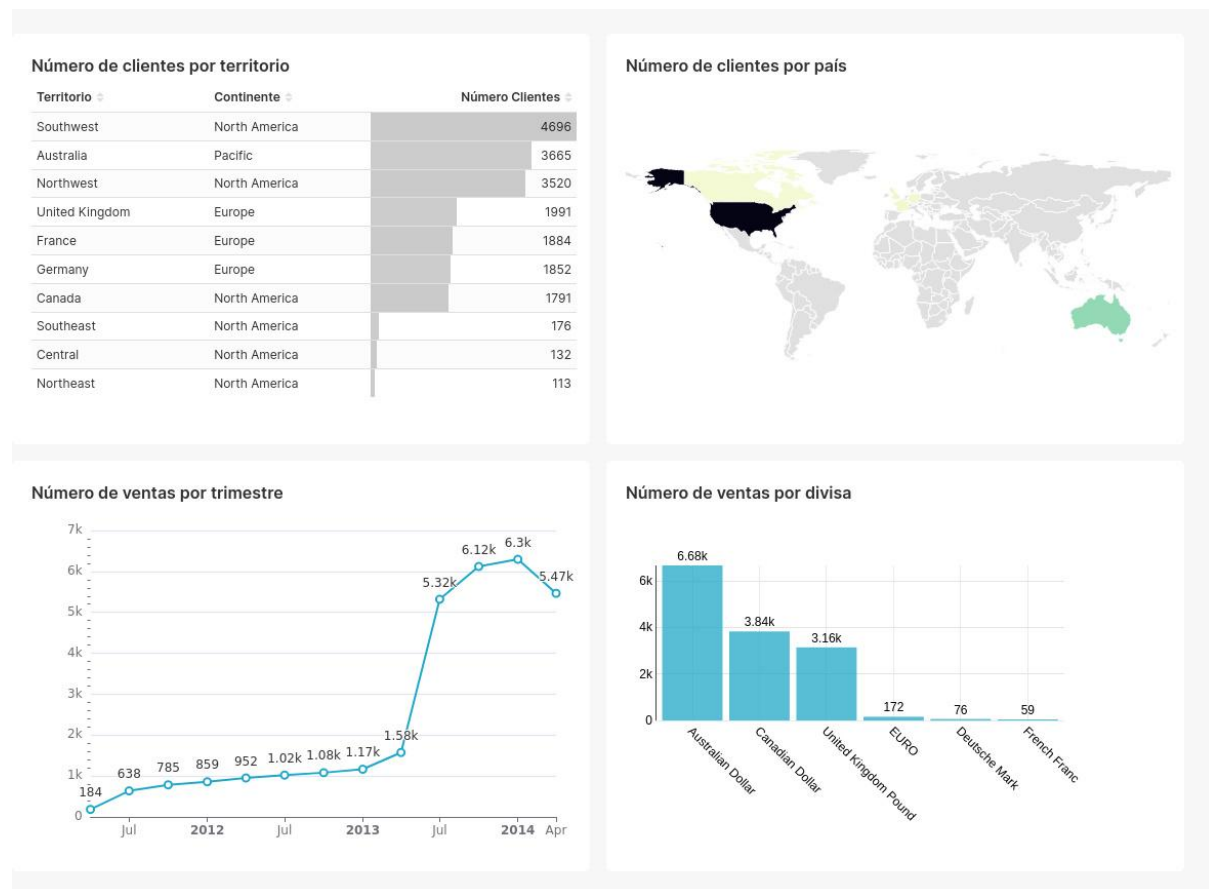 Número de clientes por territorio
Territorio Continente Número Clientes
Southwest North America 4696
Australia Pacific 3665
Northwest North America 3520
United Kingdom Europe 1991
France Europe 1884
Germany Europe 1852
Canada North America 1791
Southeast North America 176
Central North America 132
Northeast North America 113
Número de clientes por país
Número de ventas por trimestre
7k
6k
5k
4k
3k
2k
1k
0
184
638
785
859
952
1.02k
1.08k
1.17k
1.58k
5.32k
6.12k
6.3k
5.47k
Jul 2012 Jul 2013 Jul 2014 Apr
Número de ventas por divisa
6k
4k
2k
0
6.68k
3.84k
3.16k
172
76
59
Australian Dollar
Canadian Dollar
United Kingdom Pound
EURO
Deutsche Mark
French Franc